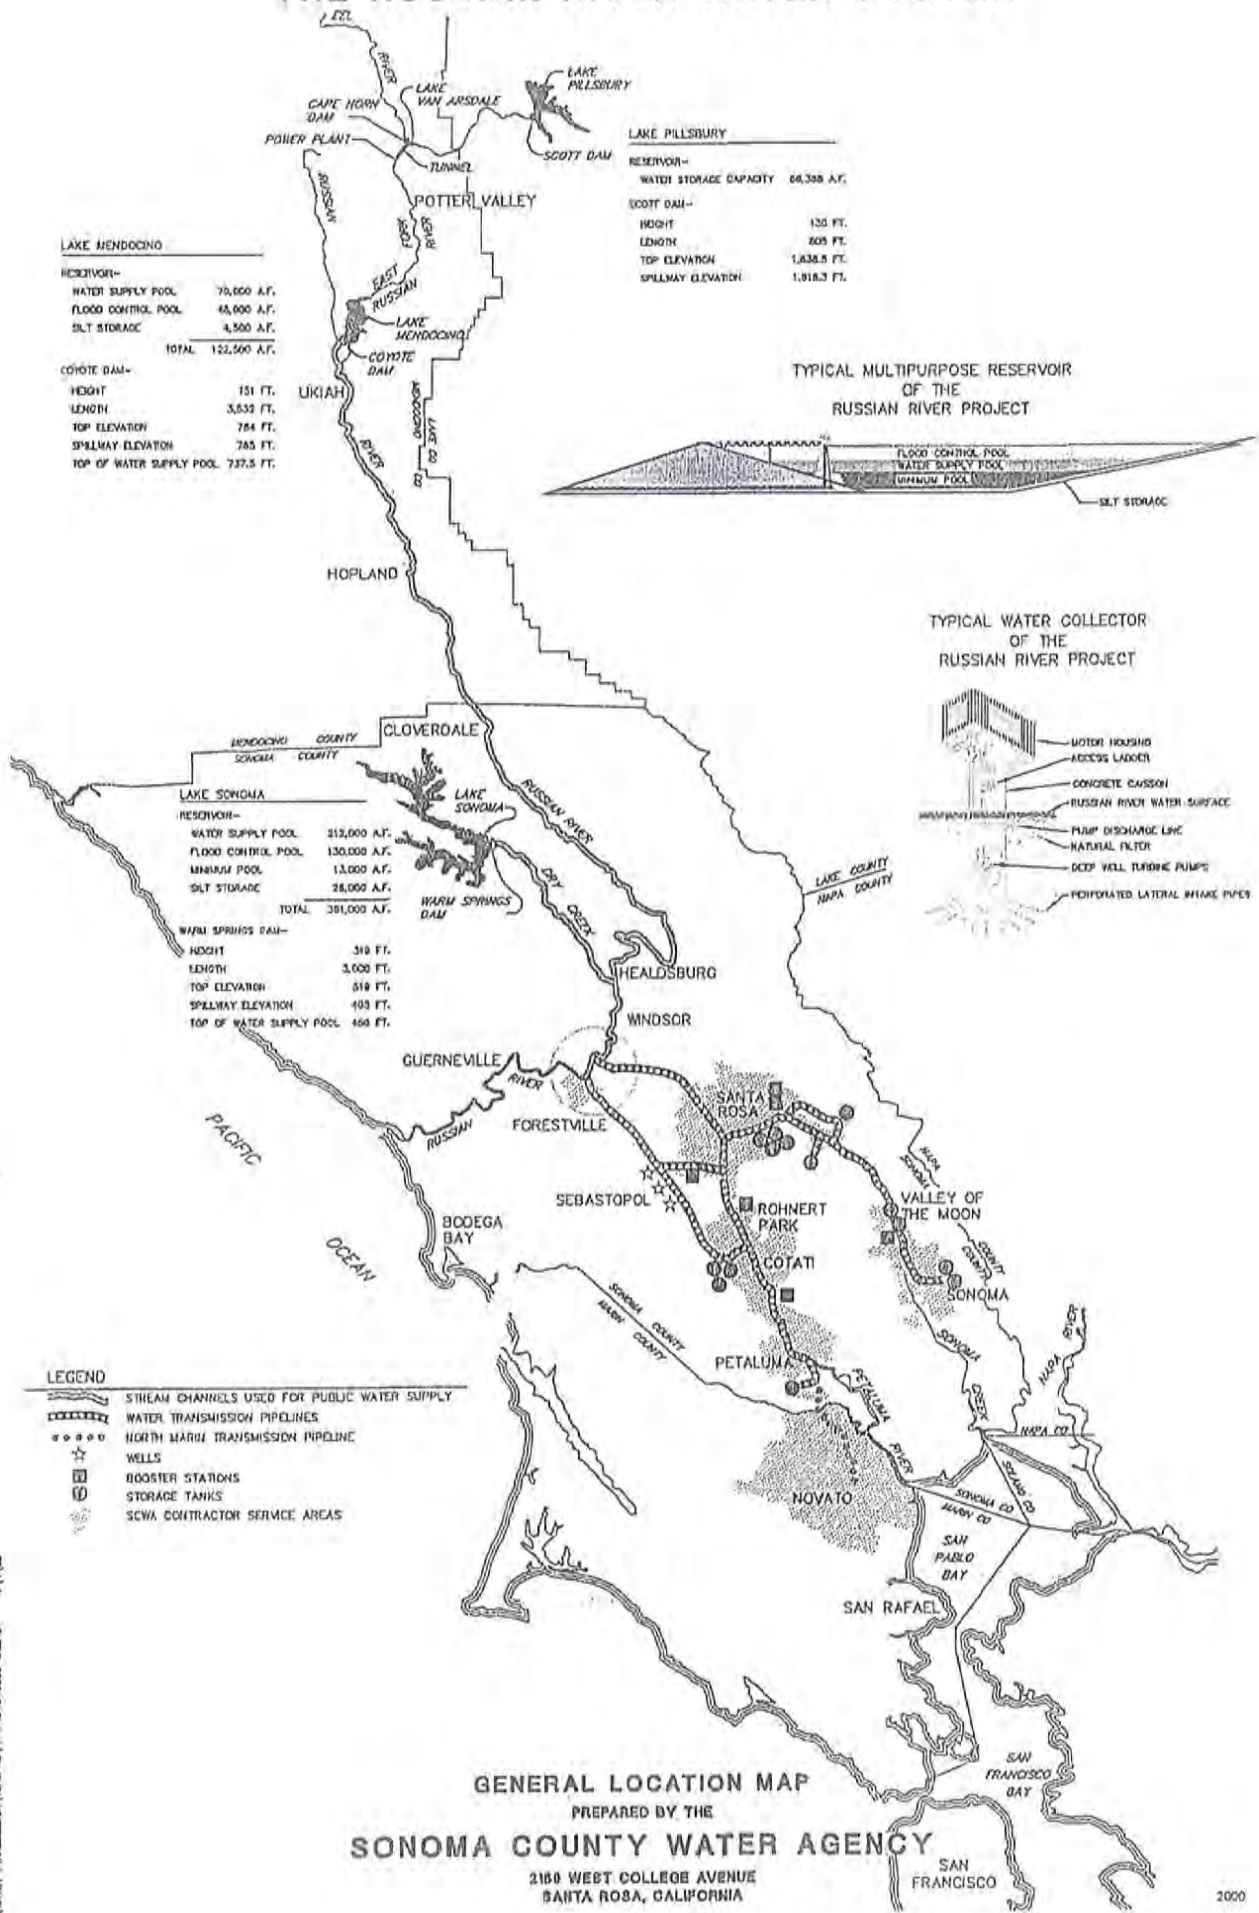 EEL
RIVER
LAKE
PILLSBURY
LAKE
VAN ARSDALE
CAPE HORN
DAM
POWER PLANT
TUNNEL
SCOTT DAM
RUSSIAN
POTTER VALLEY
LAKE PILLSBURY
RESERVOIR-
WATER STORAGE CAPACITY A.F.
SCOTT DAM-
HEIGHT 130 FT.
LENGTH 805 FT.
TOP ELEVATION 1,838.5 FT.
SPILLWAY ELEVATION 1,818.3 FT.
EAST
FORK
RUSSIAN
RIVER
LAKE MENDOCINO
RESERVOIR-
WATER SUPPLY POOL 70,000 A.F.
FLOOD CONTROL POOL 48,000 A.F.
SILT STORAGE 4,500 A.F.
TOTAL 122,500 A.F.
COYOTE DAM-
HEIGHT 151 FT.
LENGTH FT.
TOP ELEVATION 784 FT.
SPILLWAY ELEVATION FT.
TOP OF WATER SUPPLY POOL 737.5 FT.
LAKE
MENDOCINO
COYOTE
DAM
UKIAH
RIVER
MENDOCINO CO
LAKE CO
TYPICAL MULTIPURPOSE RESERVOIR
OF THE
RUSSIAN RIVER PROJECT
FLOOD CONTROL POOL
WATER SUPPLY POOL
MINIMUM POOL
SILT STORAGE
HOPLAND
TYPICAL WATER COLLECTOR
OF THE
RUSSIAN RIVER PROJECT
MOTOR HOUSING
ACCESS LADDER
CONCRETE CAISSON
RUSSIAN RIVER WATER SURFACE
PUMP DISCHARGE LINE
NATURAL FILTER
DEEP WELL TURBINE PUMPS
PERFORATED LATERAL INTAKE PIPES
MENDOCINO COUNTY
SONOMA COUNTY
CLOVERDALE
LAKE
SONOMA
RUSSIAN RIVER
LAKE SONOMA
RESERVOIR-
WATER SUPPLY POOL 212,000 A.F.
FLOOD CONTROL POOL 130,000 A.F.
MINIMUM POOL 13,000 A.F.
SILT STORAGE 26,000 A.F.
TOTAL 381,000 A.F.
WARM SPRINGS DAM-
HEIGHT 319 FT.
LENGTH 3,000 FT.
TOP ELEVATION 519 FT.
SPILLWAY ELEVATION FT.
TOP OF WATER SUPPLY POOL FT.
WARM SPRINGS
DAM
DRY
CREEK
LAKE COUNTY
NAPA COUNTY
HEALDSBURG
WINDSOR
GUERNEVILLE
RIVER
RUSSIAN
FORESTVILLE
SANTA
ROSA
PACIFIC
OCEAN
SEBASTOPOL
ROHNERT
PARK
NAPA COUNTY
SONOMA COUNTY
VALLEY OF
THE MOON
BODEGA
BAY
COTATI
SONOMA
SONOMA COUNTY
MARIN COUNTY
PETALUMA
PETALUMA
RIVER
SONOMA
CREEK
NAPA RIVER
NAPA CO
SOLANO CO
SONOMA CO
MARIN CO
NOVATO
SAN
PABLO
BAY
SAN RAFAEL
LEGEND
STREAM CHANNELS USED FOR PUBLIC WATER SUPPLY
WATER TRANSMISSION PIPELINES
NORTH MARIN TRANSMISSION PIPELINE
WELLS
BOOSTER STATIONS
STORAGE TANKS
SCWA CONTRACTOR SERVICE AREAS
SAN
FRANCISCO
BAY
SAN
FRANCISCO
GENERAL LOCATION MAP
PREPARED BY THE
SONOMA COUNTY WATER AGENCY
2150 WEST COLLEGE AVENUE
SANTA ROSA, CALIFORNIA
2000